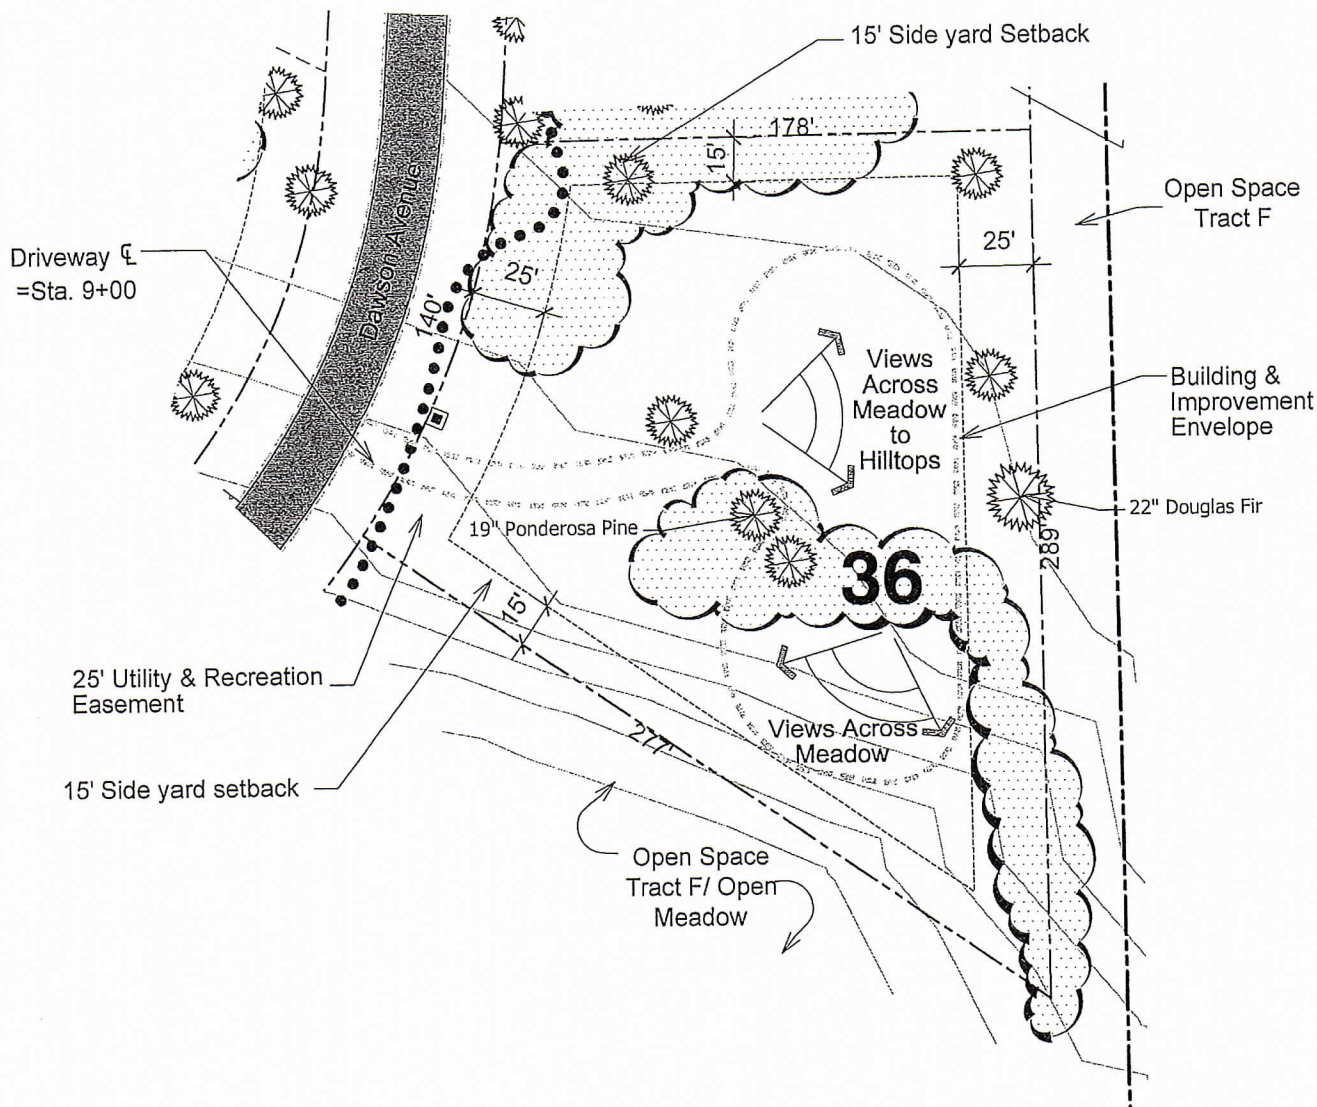 15' Side yard Setback
178'
15'
Open Space
Tract F
Driveway ℄
=Sta. 9+00
Dawson Avenue
25'
25'
140'
Views
Across
Meadow
to
Hilltops
Building &
Improvement
Envelope
22" Douglas Fir
19" Ponderosa Pine
289'
36
15'
25' Utility & Recreation
Easement
277'
Views Across
Meadow
15' Side yard setback
Open Space
Tract F/ Open
Meadow